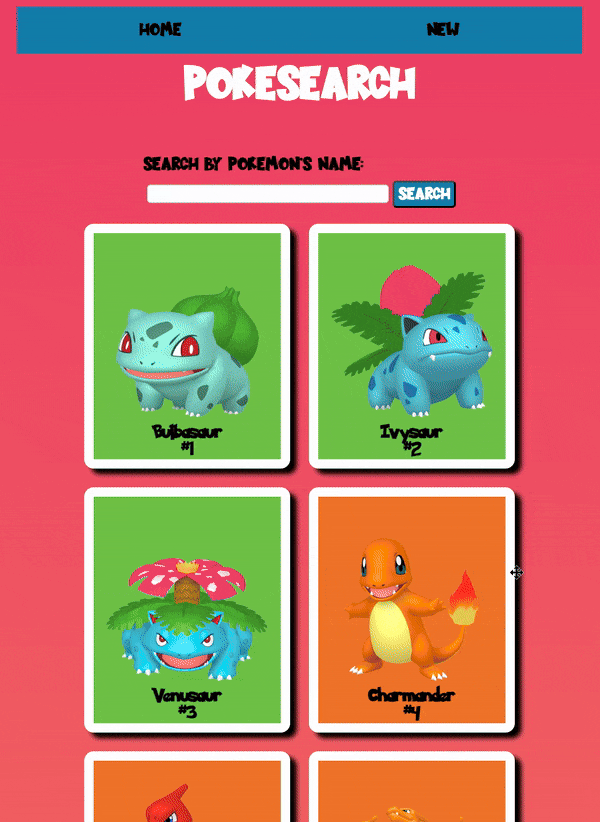 HOME NEW
POKESEARCH
SEARCH BY POKEMON'S NAME:
SEARCH
Bulbasaur
#1
Ivysaur
#2
Venusaur
#3
Charmander
#4